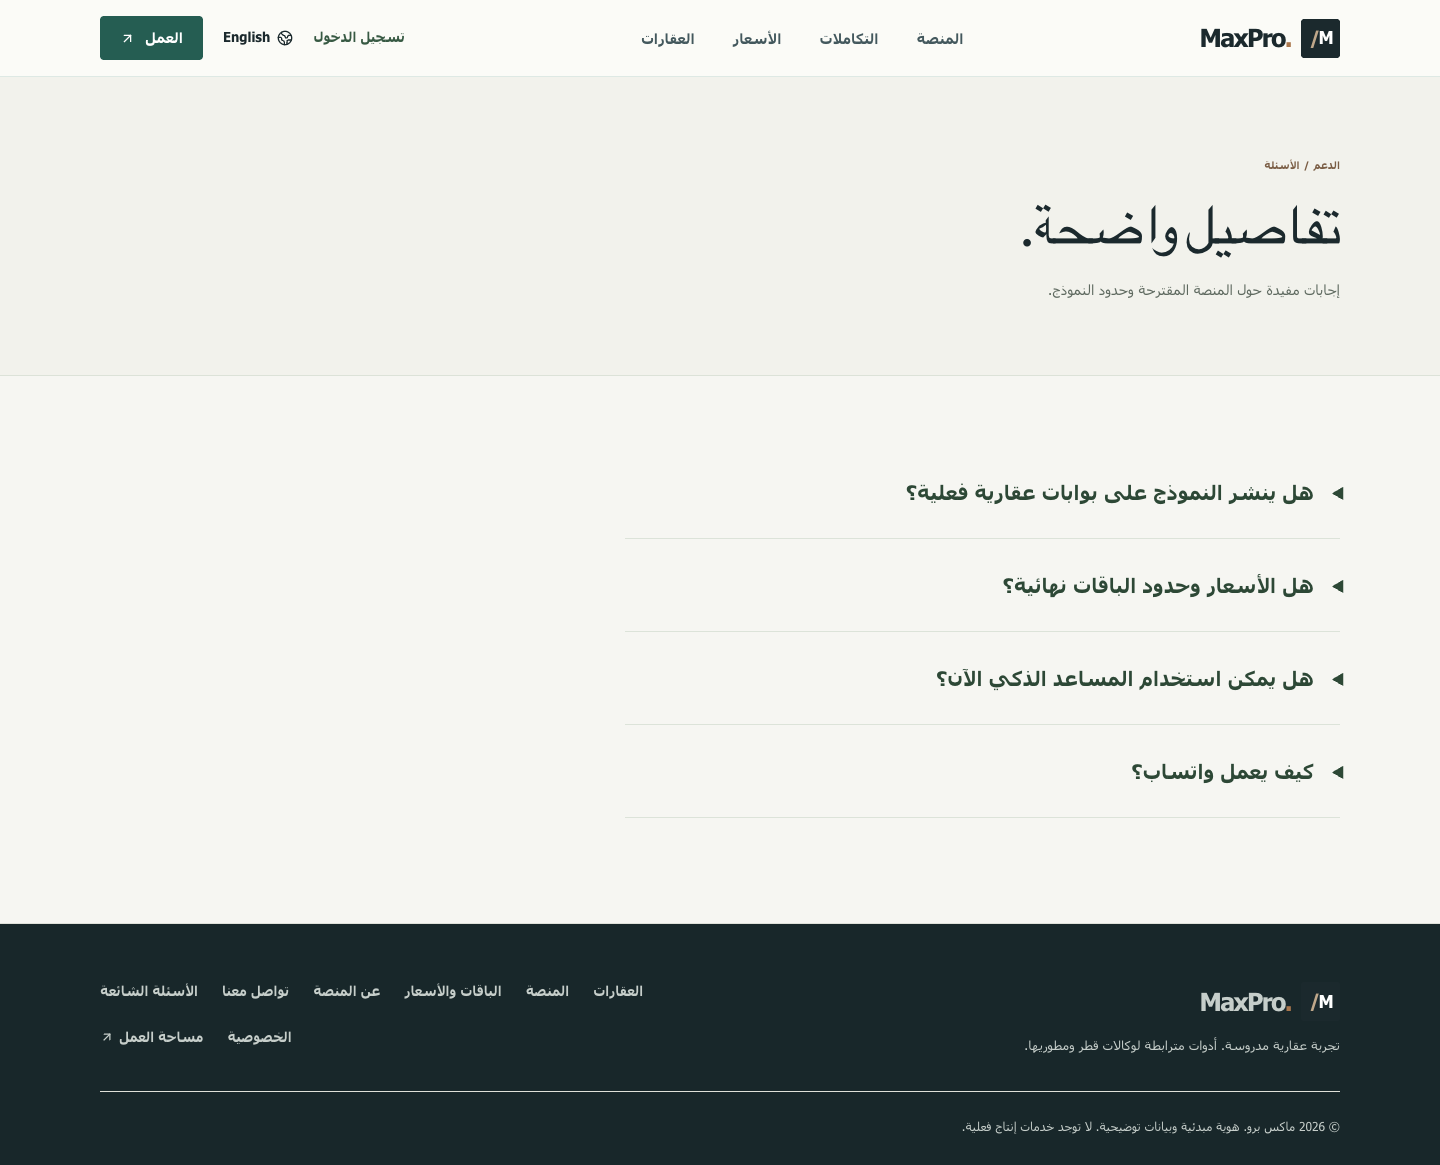 M/ MaxPro.
المنصة
التكاملات
الأسعار
العقارات
تسجيل الدخول
English
العمل
الدعم / الأسئلة
تفاصيل واضحة.
إجابات مفيدة حول المنصة المقترحة وحدود النموذج.
هل ينشر النموذج على بوابات عقارية فعلية؟
هل الأسعار وحدود الباقات نهائية؟
هل يمكن استخدام المساعد الذكي الآن؟
كيف يعمل واتساب؟
M/ MaxPro.
تجربة عقارية مدروسة. أدوات مترابطة لوكالات قطر ومطوريها.
العقارات
المنصة
الباقات والأسعار
عن المنصة
تواصل معنا
الأسئلة الشائعة
الخصوصية
مساحة العمل
© 2026 ماكس برو. هوية مبدئية وبيانات توضيحية. لا توجد خدمات إنتاج فعلية.